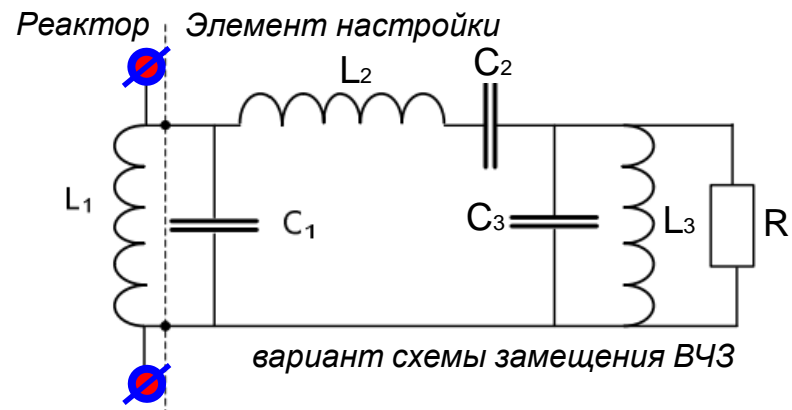 Реактор Элемент настройки
L2
C2
L1
C1
C3
L3
R
вариант схемы замещения ВЧЗ